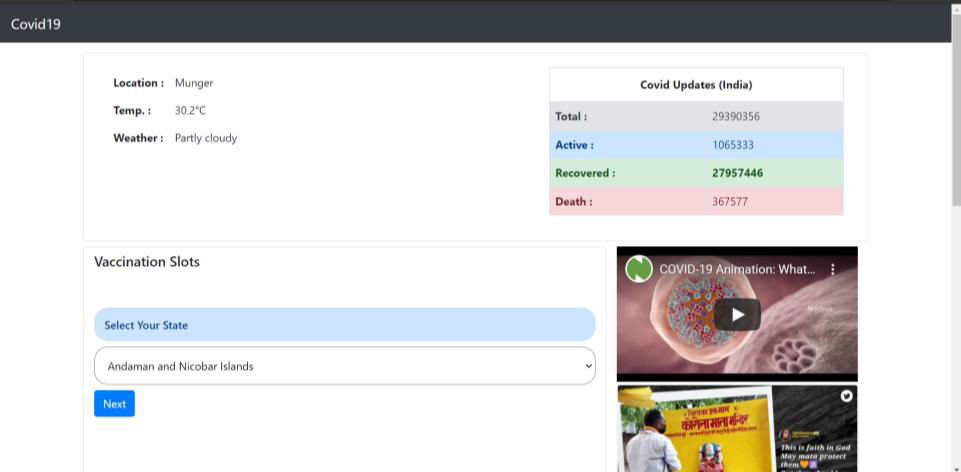 Covid19
Location : Munger
Temp. : 30.2°C
Weather : Partly cloudy
Covid Updates (India)
Total : 29390356
Active : 1065333
Recovered : 27957446
Death : 367577
Vaccination Slots
Select Your State
Andaman and Nicobar Islands
Next
COVID-19 Animation: What...
Nucleus
कोरोना माता मन्दिर
This is faith in God
May mata protect
them